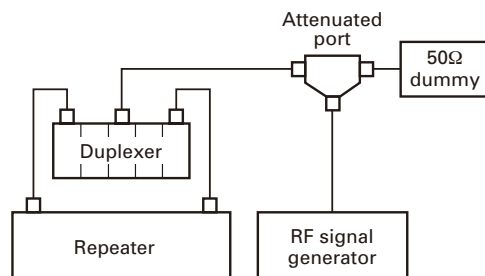 Attenuated
port
50Ω
dummy
Duplexer
Repeater
RF signal
generator